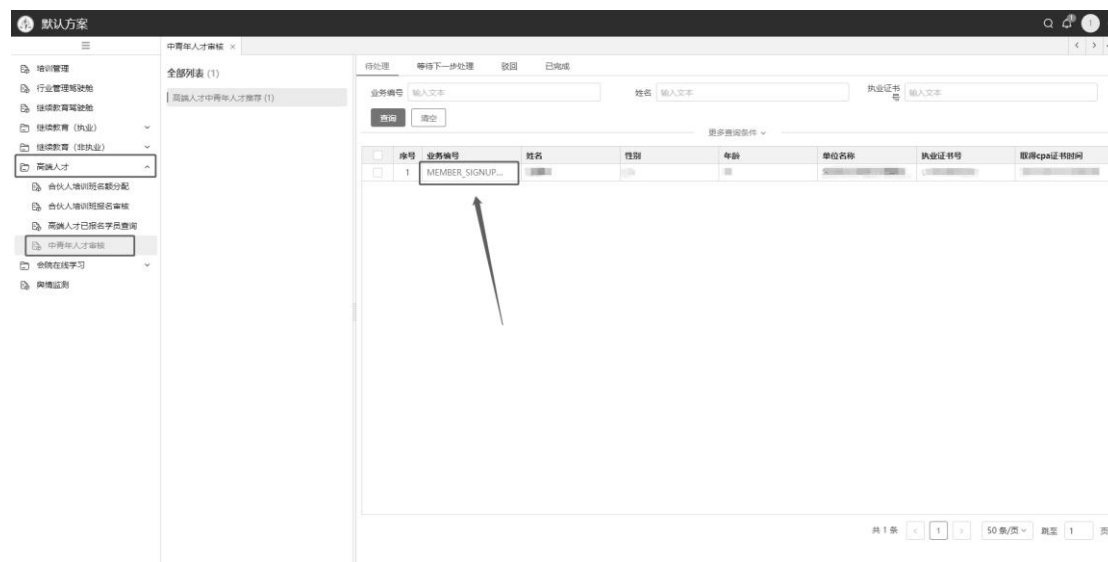 默认方案
中青年人才审核 ×
培训管理
行业管理驾驶舱
继续教育驾驶舱
继续教育（执业）
继续教育（非执业）
高端人才
合伙人培训班名额分配
合伙人培训班报名审核
高端人才已报名学员查询
中青年人才审核
会院在线学习
舆情监测
全部列表 (1)
高端人才中青年人才推荐 (1)
待处理 等待下一步处理 驳回 已完成
业务编号 输入文本 姓名 输入文本 执业证书号 输入文本
查询 清空
更多查询条件
序号 业务编号 姓名 性别 年龄 单位名称 执业证书号 取得cpa证书时间
1 MEMBER_SIGNUP...
共 1 条 < 1 > 50 条/页 跳至 1 页